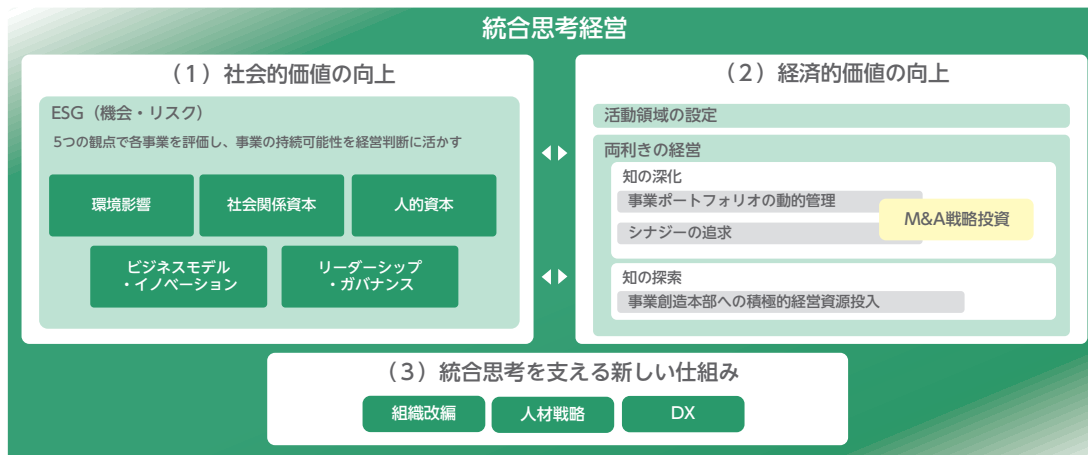 統合思考経営
（1）社会的価値の向上
ESG（機会・リスク）
5つの観点で各事業を評価し、事業の持続可能性を経営判断に活かす
環境影響
社会関係資本
人的資本
ビジネスモデル
・イノベーション
リーダーシップ
・ガバナンス
（2）経済的価値の向上
活動領域の設定
両利きの経営
知の深化
事業ポートフォリオの動的管理
シナジーの追求
M&A戦略投資
知の探索
事業創造本部への積極的経営資源投入
（3）統合思考を支える新しい仕組み
組織改編
人材戦略
DX